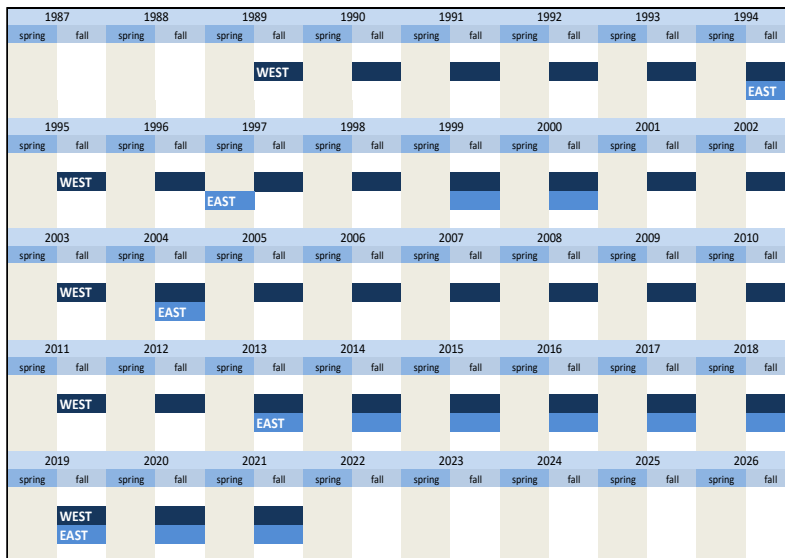 1987 1988 1989 1990 1991 1992 1993 1994
spring fall spring fall spring fall spring fall spring fall spring fall spring fall spring fall
WEST
EAST
1995 1996 1997 1998 1999 2000 2001 2002
spring fall spring fall spring fall spring fall spring fall spring fall spring fall spring fall
WEST
EAST
2003 2004 2005 2006 2007 2008 2009 2010
spring fall spring fall spring fall spring fall spring fall spring fall spring fall spring fall
WEST
EAST
2011 2012 2013 2014 2015 2016 2017 2018
spring fall spring fall spring fall spring fall spring fall spring fall spring fall spring fall
WEST
EAST
2019 2020 2021 2022 2023 2024 2025 2026
spring fall spring fall spring fall spring fall spring fall spring fall spring fall spring fall
WEST
EAST